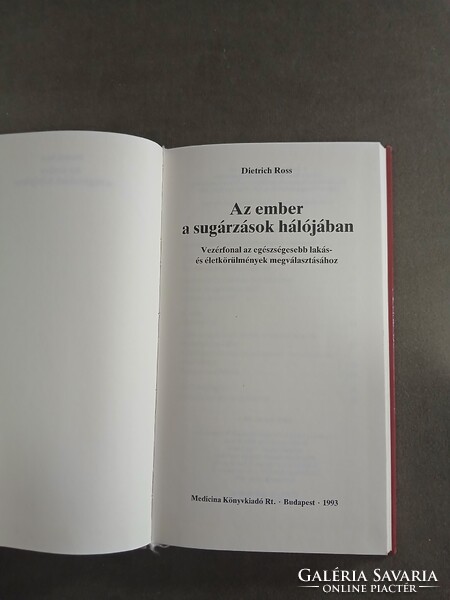 Dietrich Ross
Az ember
a sugárzások hálójában
Vezérfonal az egészségesebb lakás-
és életkörülmények megválasztásához
Medicina Könyvkiadó Rt. · Budapest · 1993
GALÉRIA SAVARIA
ONLINE PIACTÉR